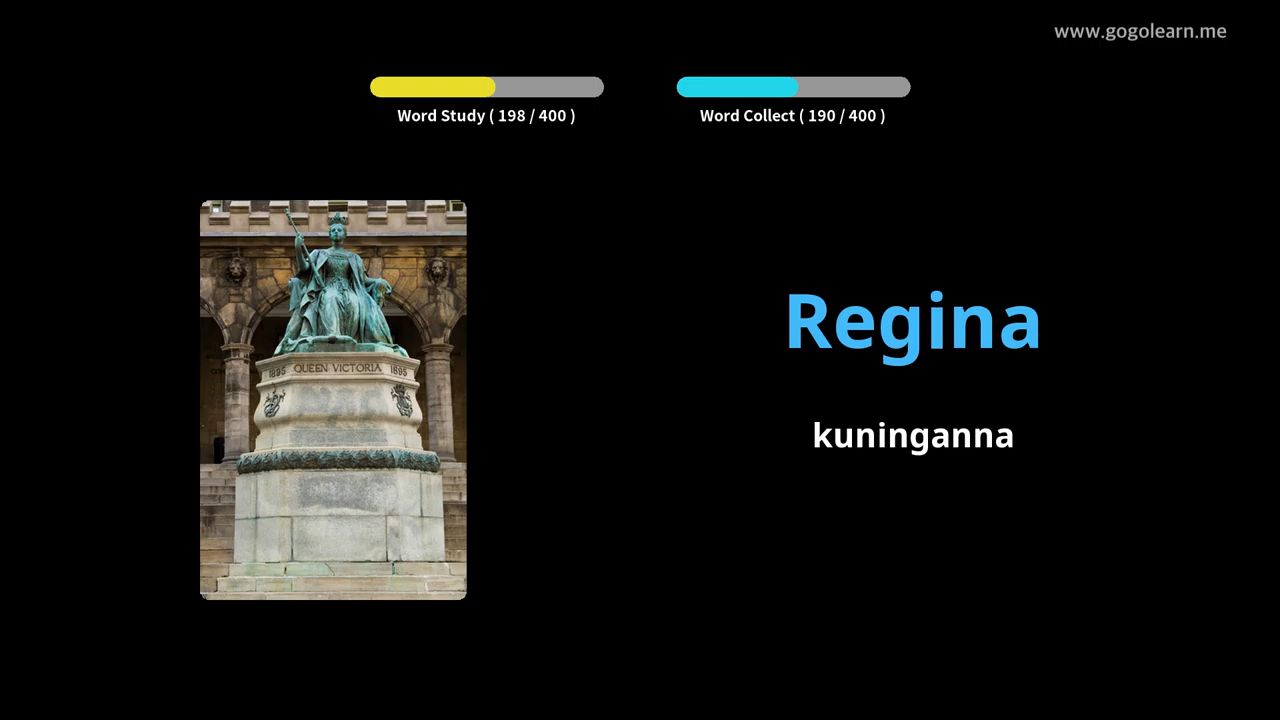 www.gogolearn.me
Word Study ( 198 / 400 )
Word Collect ( 190 / 400 )
1895 QUEEN VICTORIA 1895
Regina
kuninganna